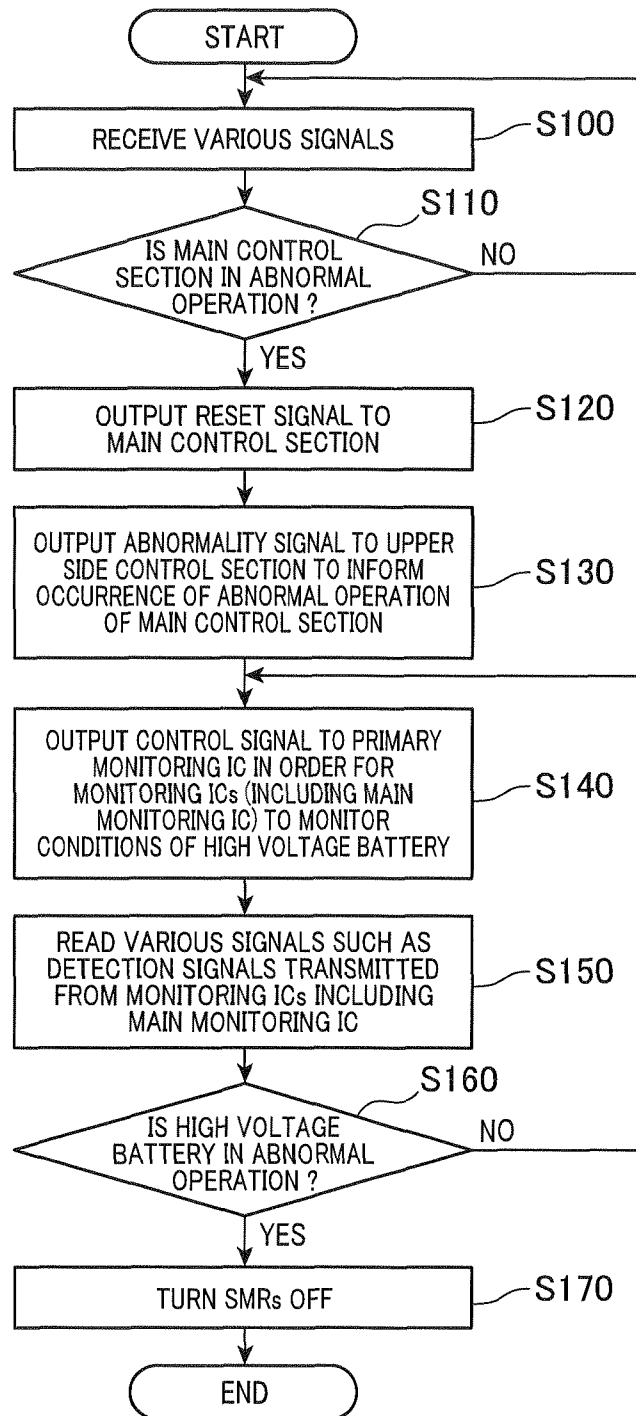 START
RECEIVE VARIOUS SIGNALS
S100
S110
IS MAIN CONTROL
SECTION IN ABNORMAL
OPERATION ?
NO
YES
OUTPUT RESET SIGNAL TO
MAIN CONTROL SECTION
S120
OUTPUT ABNORMALITY SIGNAL TO UPPER
SIDE CONTROL SECTION TO INFORM
OCCURRENCE OF ABNORMAL OPERATION
OF MAIN CONTROL SECTION
S130
OUTPUT CONTROL SIGNAL TO PRIMARY
MONITORING IC IN ORDER FOR
MONITORING ICs (INCLUDING MAIN
MONITORING IC) TO MONITOR
CONDITIONS OF HIGH VOLTAGE BATTERY
S140
READ VARIOUS SIGNALS SUCH AS
DETECTION SIGNALS TRANSMITTED
FROM MONITORING ICs INCLUDING
MAIN MONITORING IC
S150
S160
IS HIGH VOLTAGE
BATTERY IN ABNORMAL
OPERATION ?
NO
YES
TURN SMRs OFF
S170
END